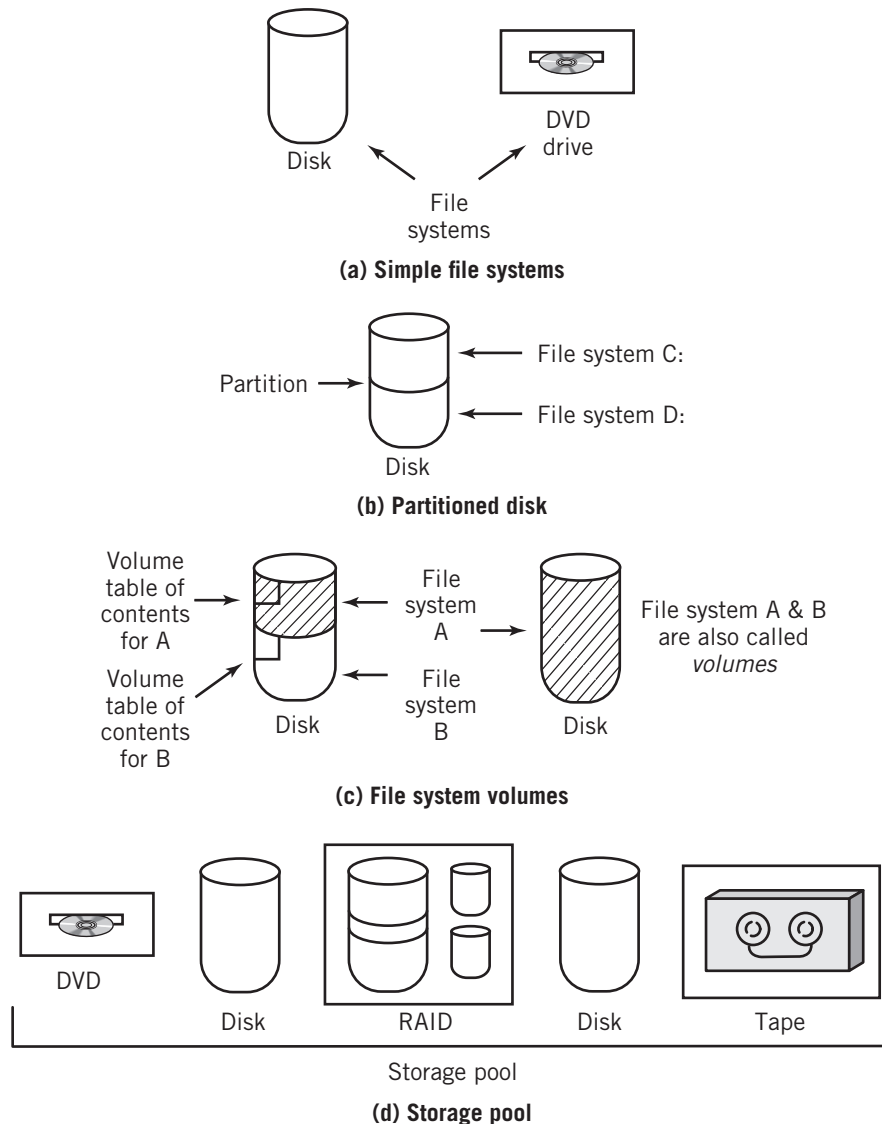 Disk
DVD
drive
File
systems
(a) Simple file systems
Partition
File system C:
File system D:
Disk
(b) Partitioned disk
Volume
table of
contents
for A
Volume
table of
contents
for B
Disk
File
system
A
File
system
B
Disk
File system A & B
are also called
volumes
(c) File system volumes
DVD
Disk
RAID
Disk
Tape
Storage pool
(d) Storage pool